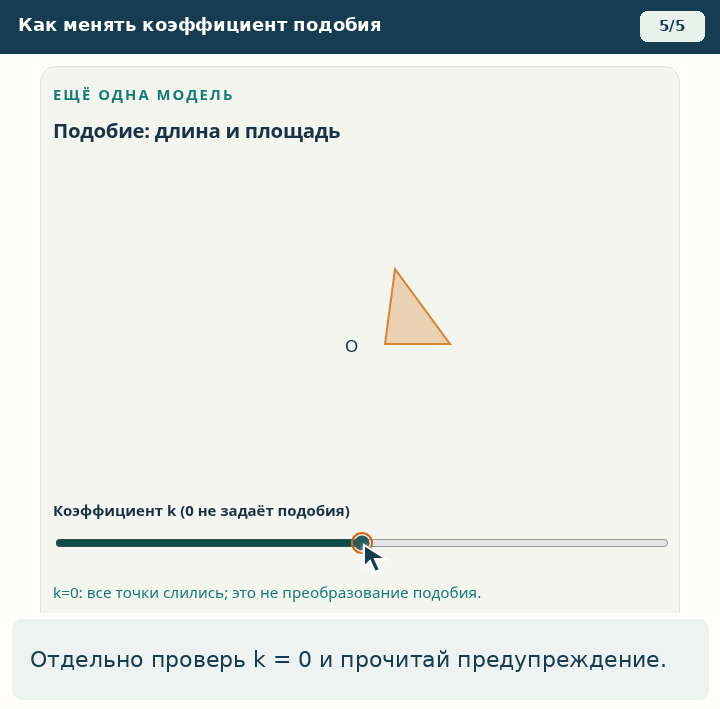 Как менять коэффициент подобия
5/5
ЕЩЁ ОДНА МОДЕЛЬ
Подобие: длина и площадь
O
Коэффициент k (0 не задаёт подобия)
k=0: все точки слились; это не преобразование подобия.
Отдельно проверь k = 0 и прочитай предупреждение.